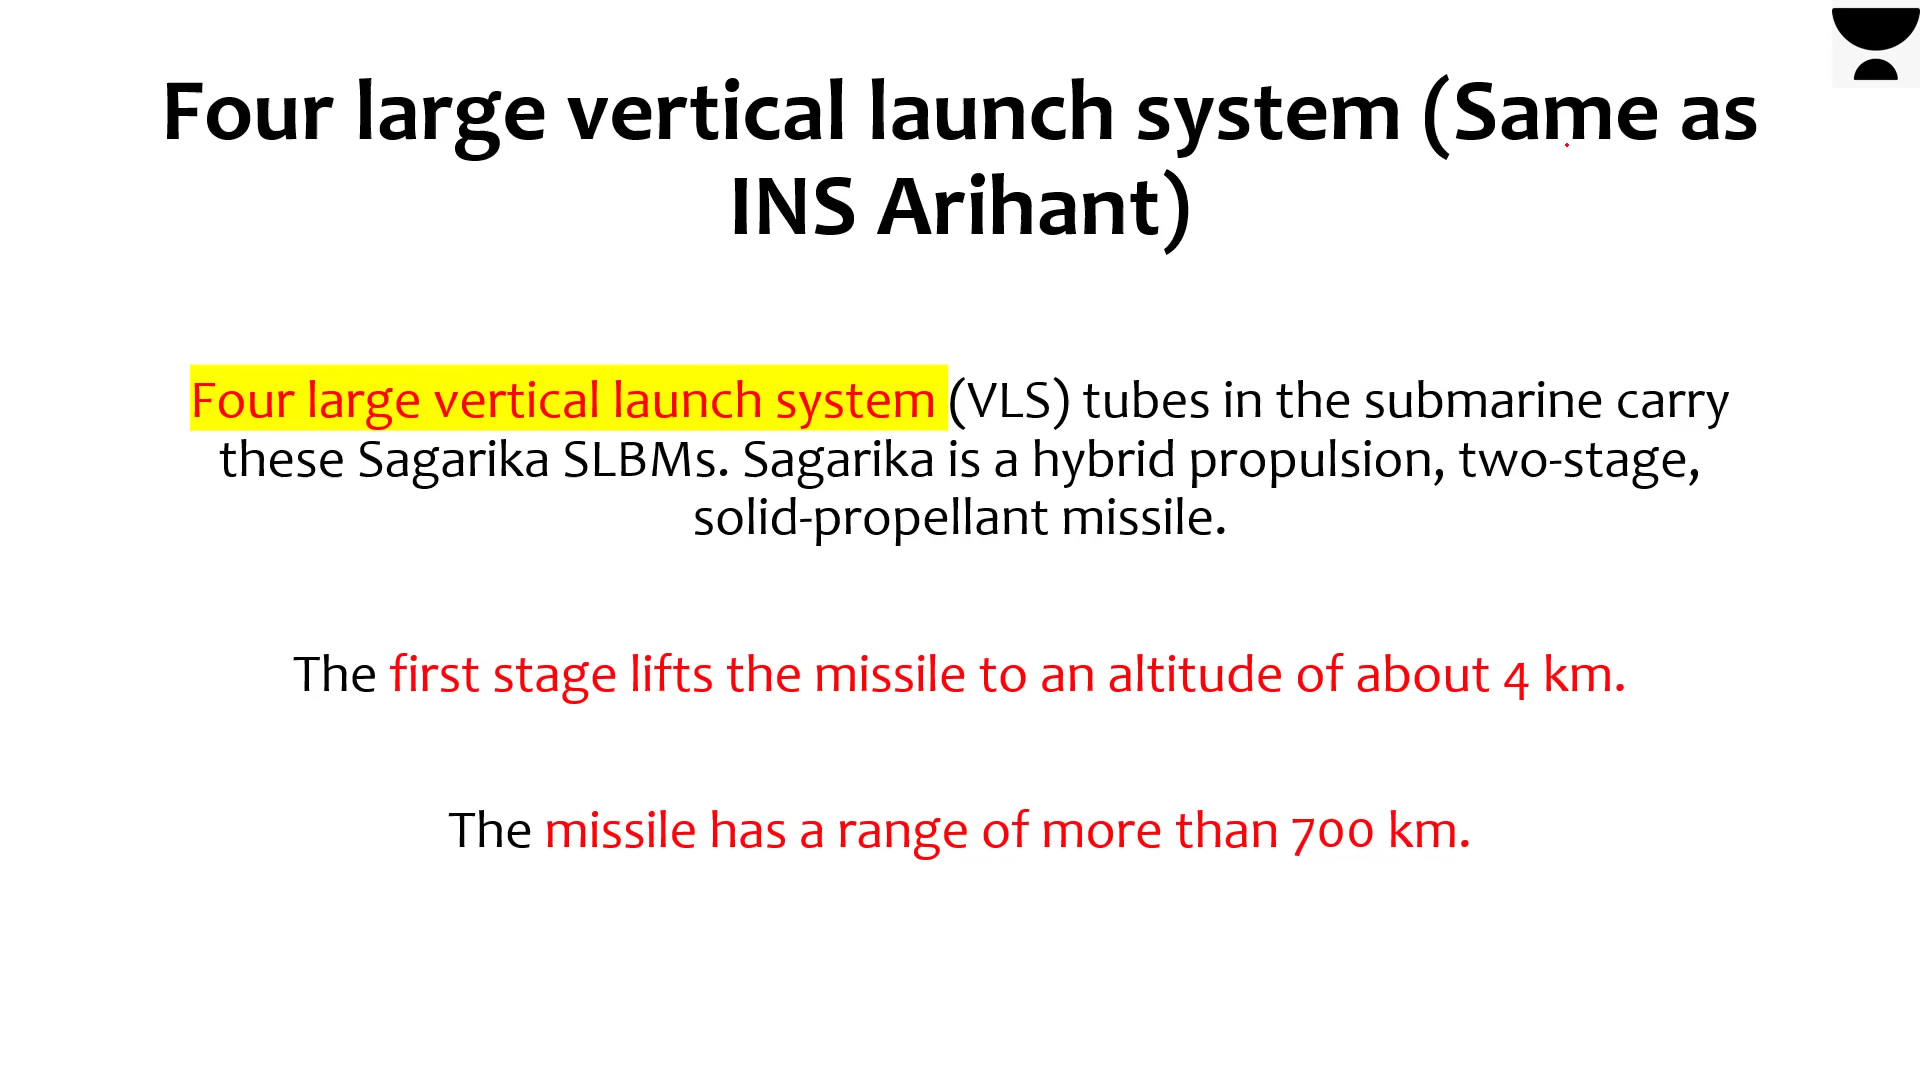 Four large vertical launch system (Same as
INS Arihant)
Four large vertical launch system (VLS) tubes in the submarine carry
these Sagarika SLBMs. Sagarika is a hybrid propulsion, two-stage,
solid-propellant missile.
The first stage lifts the missile to an altitude of about 4 km.
The missile has a range of more than 700 km.